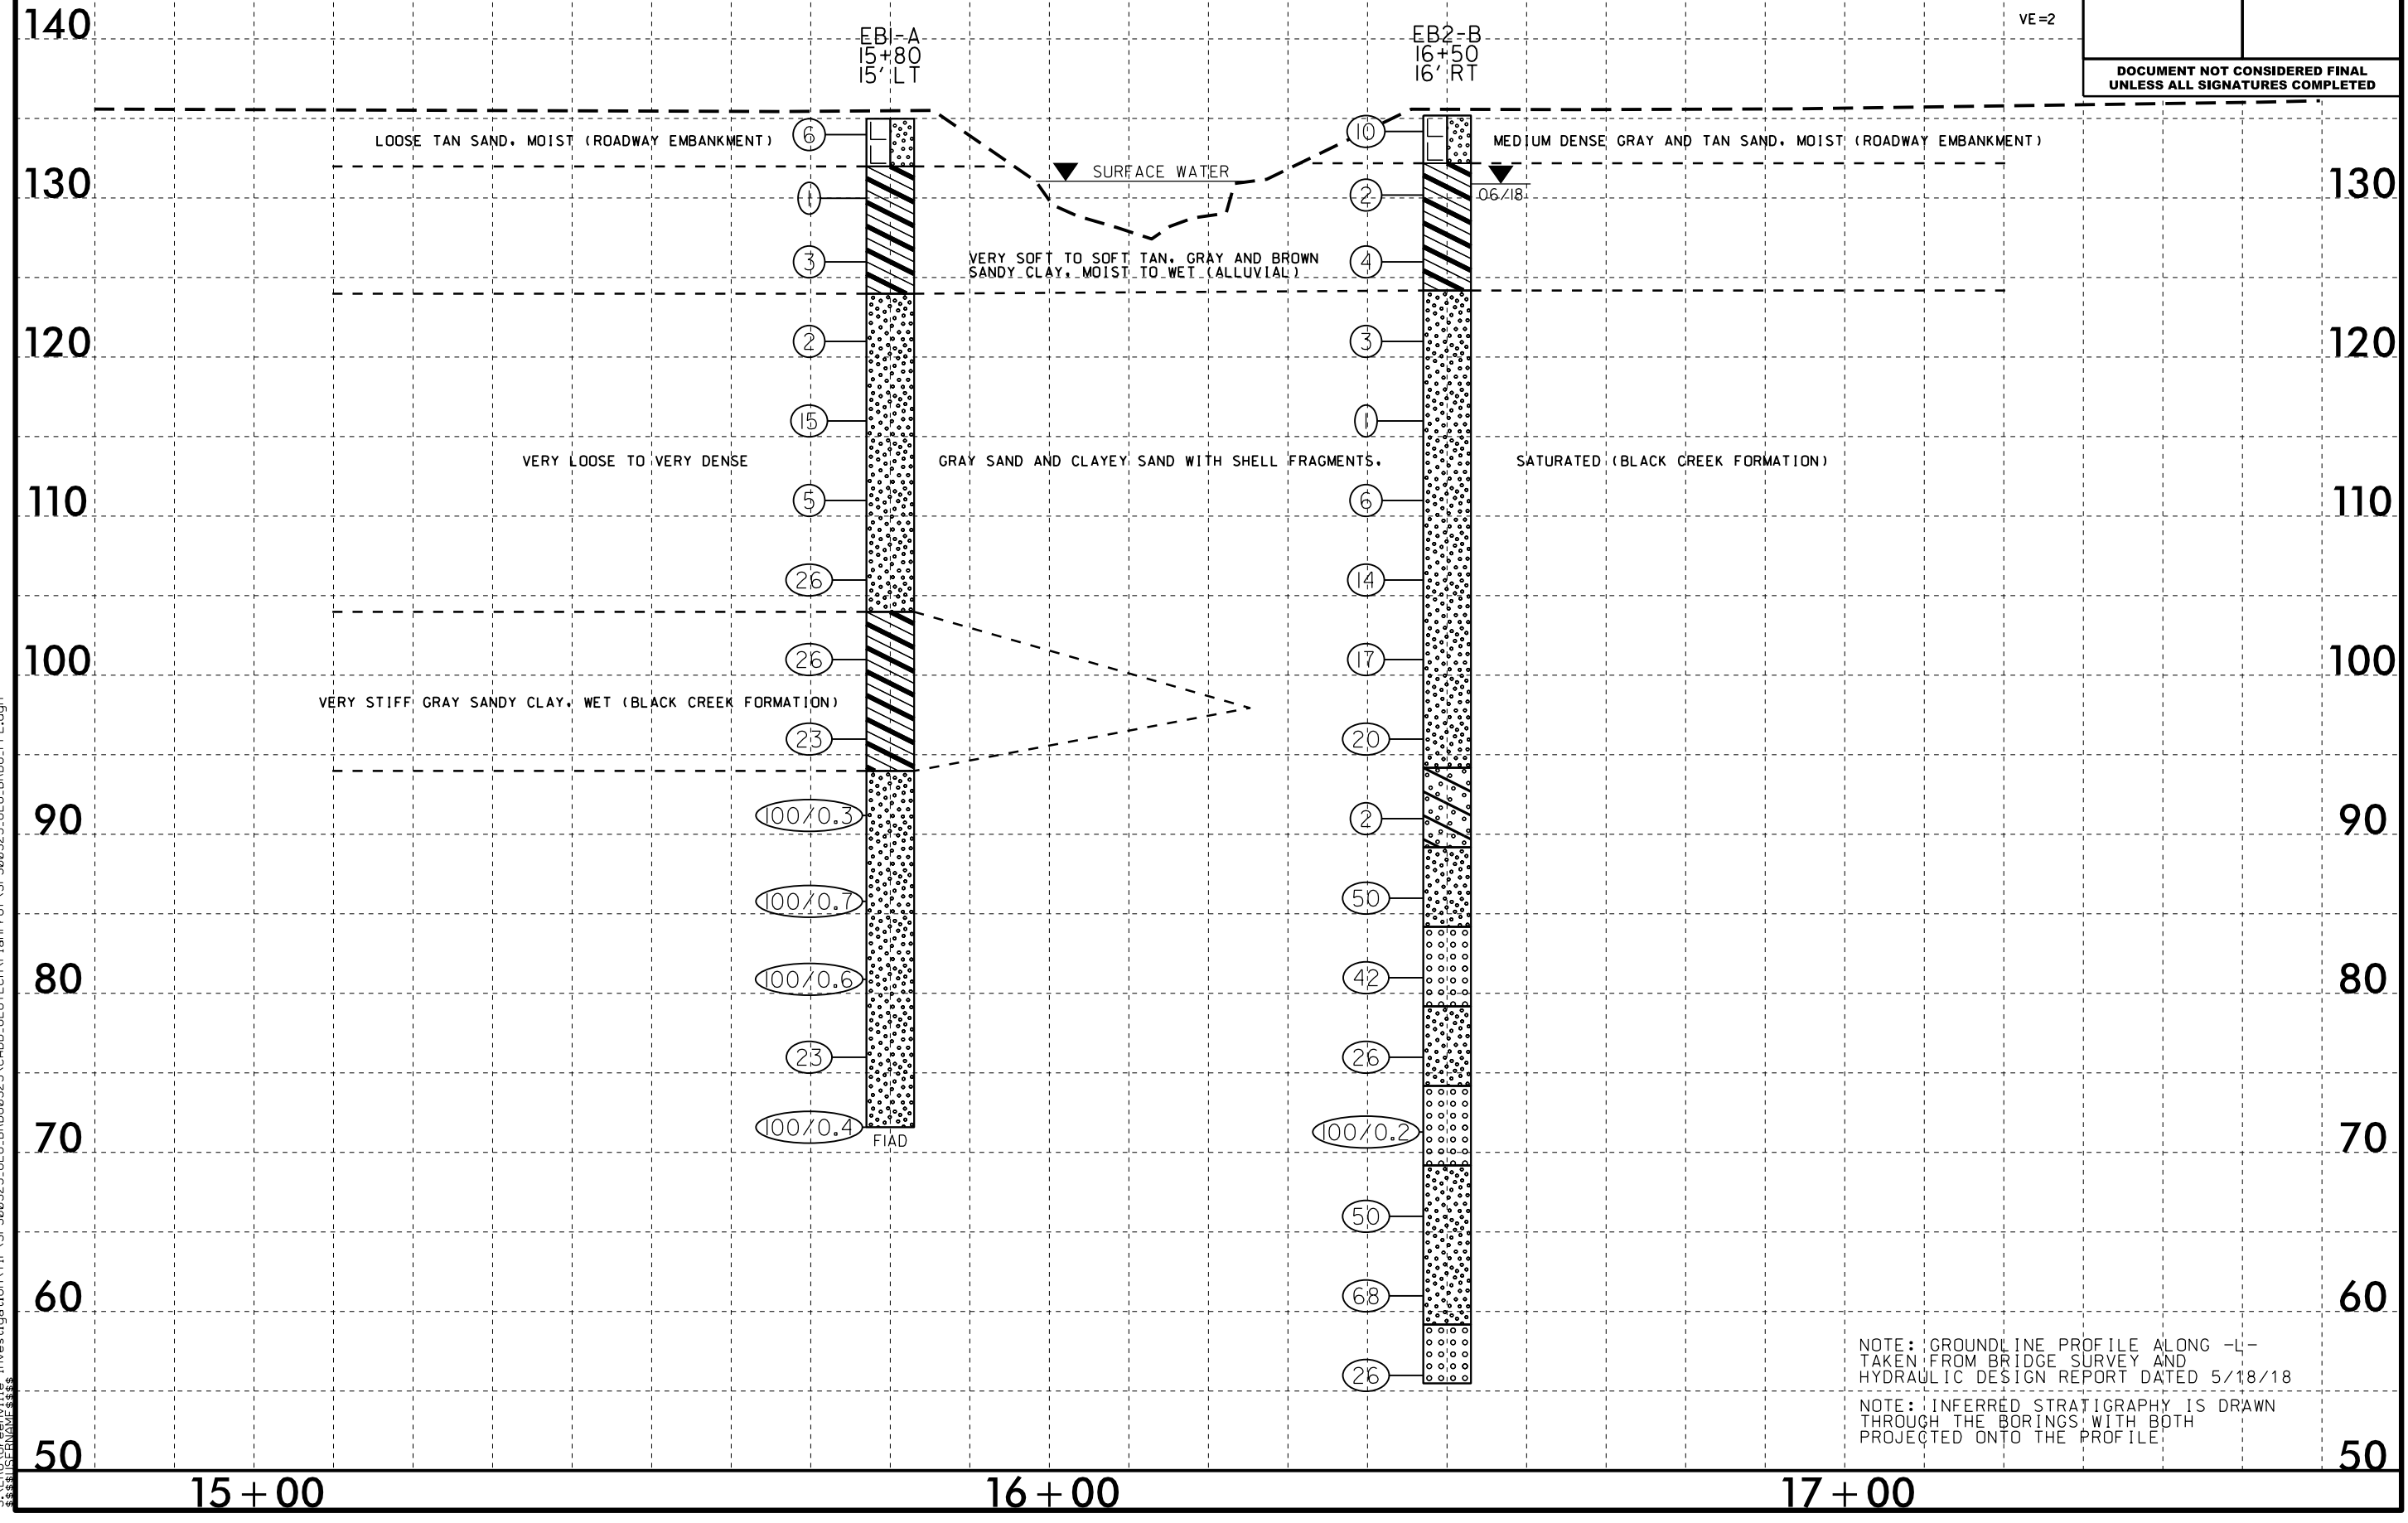 VE=2
DOCUMENT NOT CONSIDERED FINAL
UNLESS ALL SIGNATURES COMPLETED
140
EB1-A
15+80
15' LT
EB2-B
16+50
16' RT
6
LOOSE TAN SAND, MOIST (ROADWAY EMBANKMENT)
10
MEDIUM DENSE GRAY AND TAN SAND, MOIST (ROADWAY EMBANKMENT)
130
1
SURFACE WATER
2
06/18
130
3
VERY SOFT TO SOFT TAN, GRAY AND BROWN
SANDY CLAY, MOIST TO WET (ALLUVIAL)
4
120
2
3
120
15
1
VERY LOOSE TO VERY DENSE
GRAY SAND AND CLAYEY SAND WITH SHELL FRAGMENTS,
SATURATED (BLACK CREEK FORMATION)
110
5
6
110
26
14
100
26
17
100
VERY STIFF GRAY SANDY CLAY, WET (BLACK CREEK FORMATION)
23
20
90
100/0.3
2
90
100/0.7
50
80
100/0.6
42
80
23
26
70
100/0.4
FIAD
100/0.2
70
50
60
68
60
26
NOTE: GROUNDLINE PROFILE ALONG -L-
TAKEN FROM BRIDGE SURVEY AND
HYDRAULIC DESIGN REPORT DATED 5/18/18
NOTE: INFERRED STRATIGRAPHY IS DRAWN
THROUGH THE BORINGS WITH BOTH
PROJECTED ONTO THE PROFILE
50
50
15+00
16+00
17+00